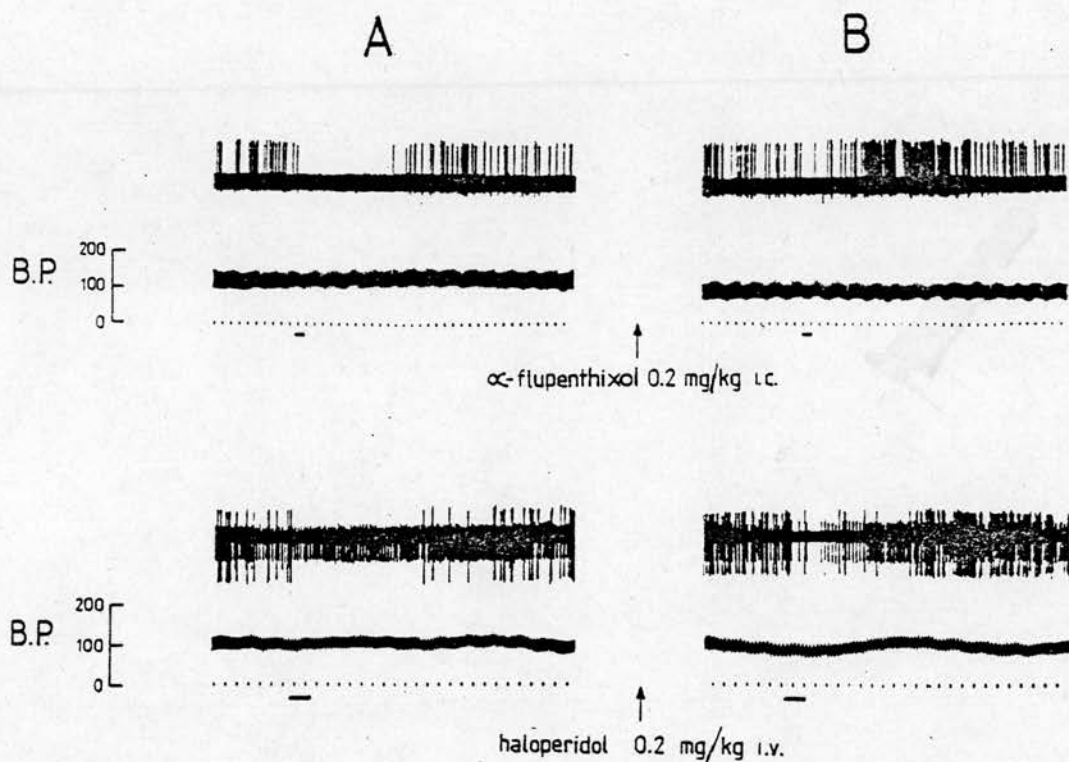 A
B
B.P.
200
100
0
α-flupenthixol 0.2 mg/kg i.c.
B.P.
200
100
0
haloperidol 0.2 mg/kg i.v.